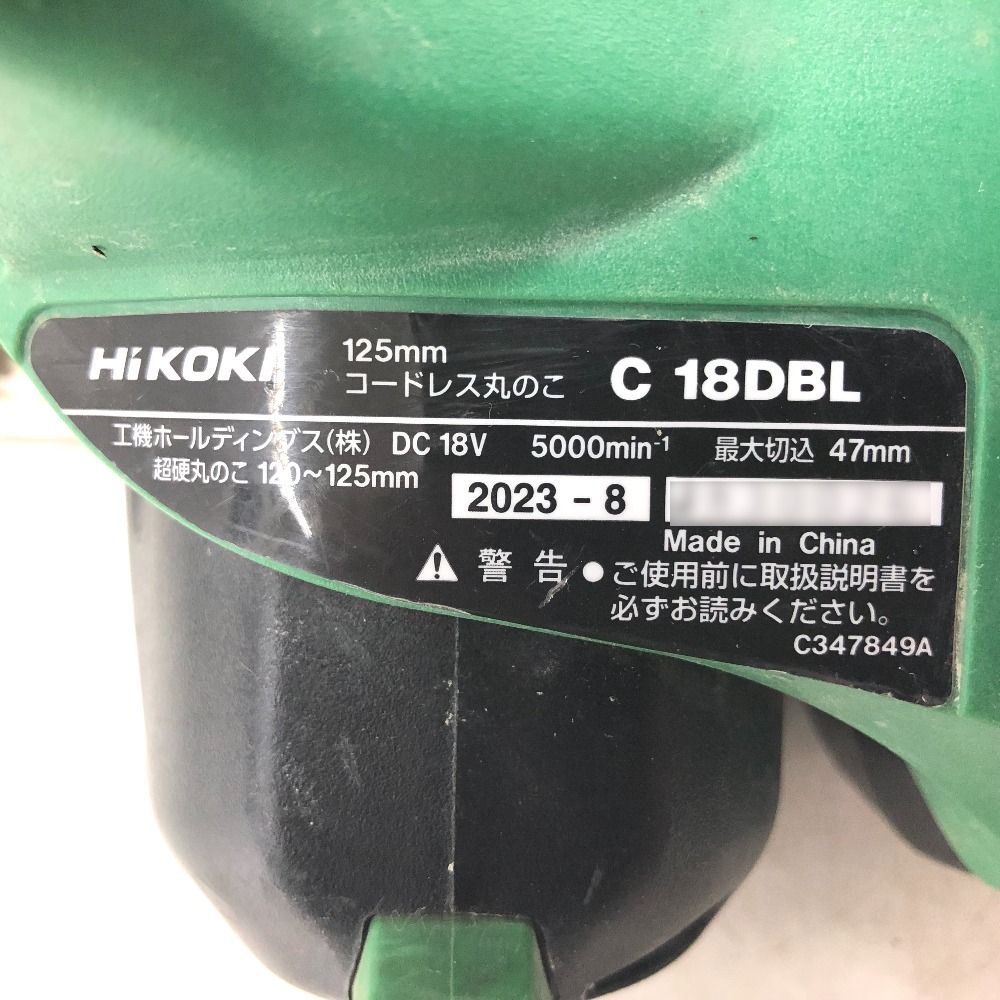 HiKOKI 125mm
コードレス丸のこ C 18DBL
工機ホールディングス(株) DC 18V 5000min⁻¹ 最大切込 47mm
超硬丸のこ 120～125mm
2023 - 8
Made in China
⚠ 警告 ●ご使用前に取扱説明書を
必ずお読みください。
C347849A